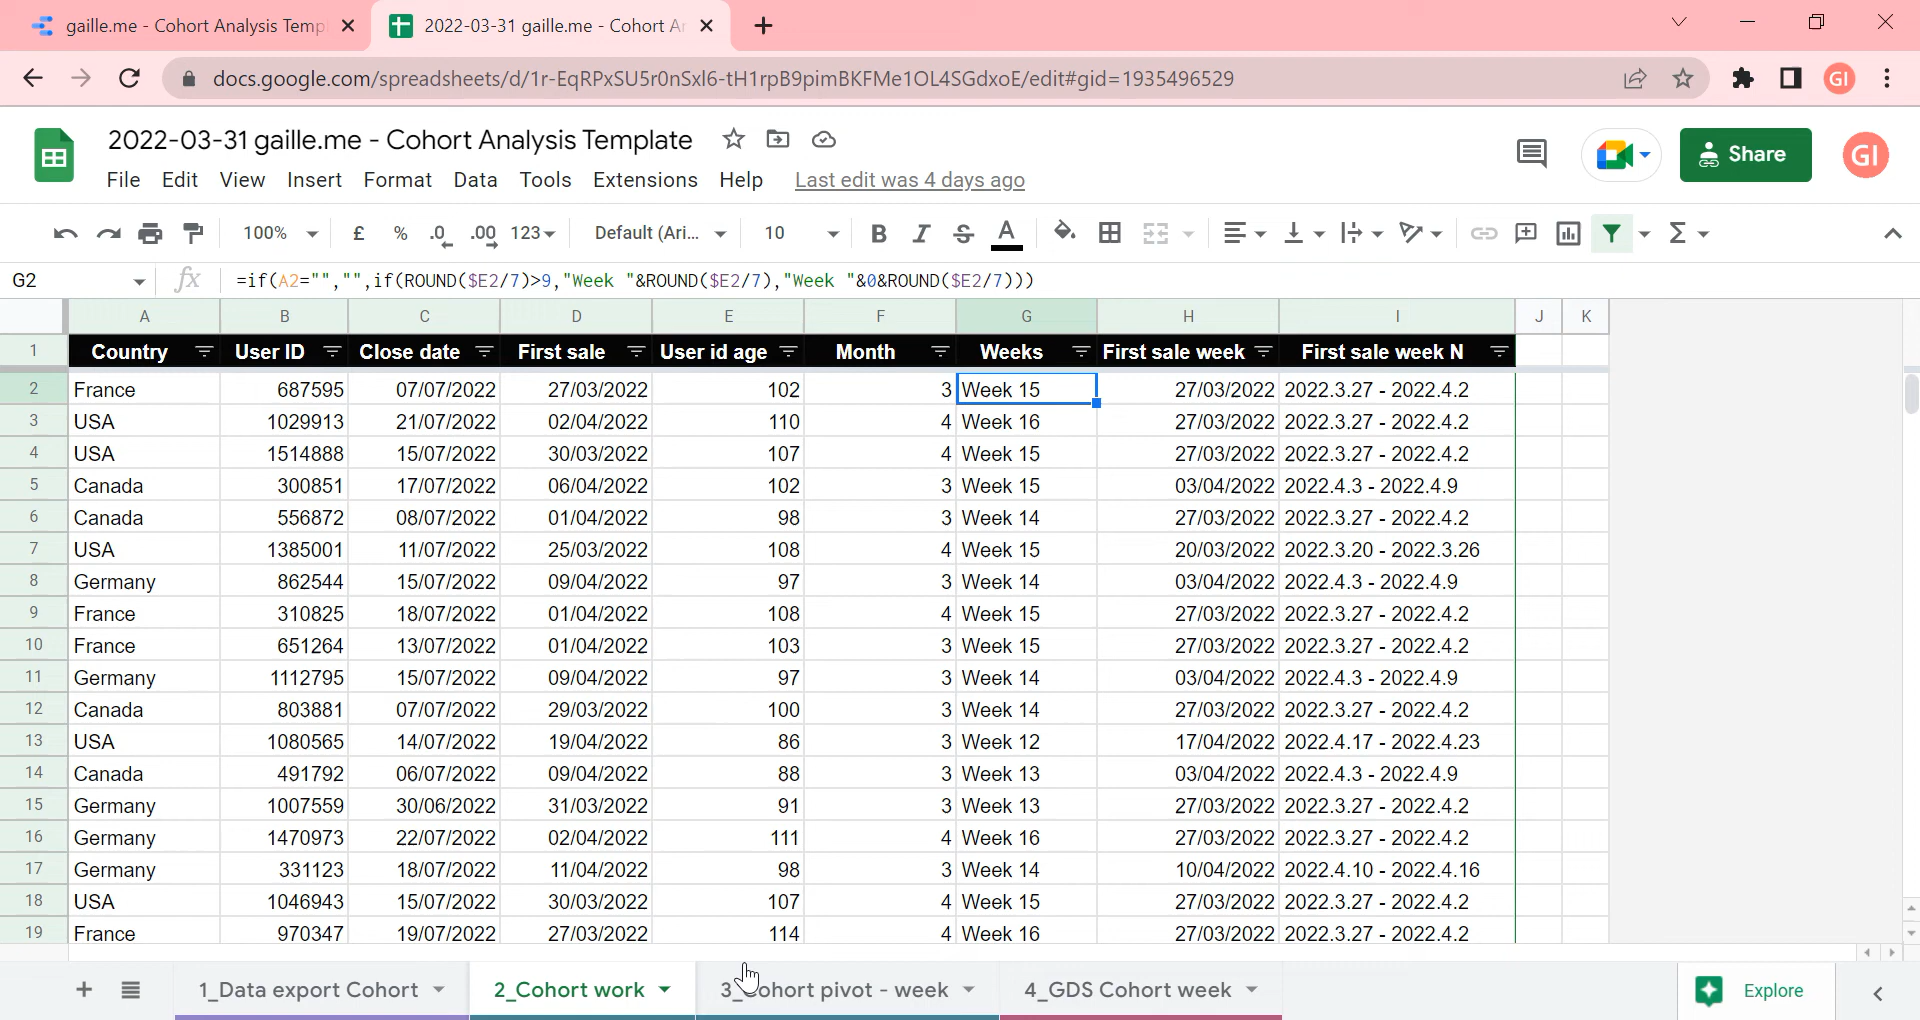 gaille.me - Cohort Analysis Temp
2022-03-31 gaille.me - Cohort Ar
docs.google.com/spreadsheets/d/1r-EqRPxSU5r0nSxl6-tH1rpB9pimBKFMe1OL4SGdxoE/edit#gid=1935496529
GI
2022-03-31 gaille.me - Cohort Analysis Template
Share
GI
File Edit View Insert Format Data Tools Extensions Help Last edit was 4 days ago
100% £ % .0 .00 123 Default (Ari... 10 B I S A Σ
G2 fx =if(A2="","",if(ROUND($E2/7)>9,"Week "&ROUND($E2/7),"Week "&0&ROUND($E2/7)))
A B C D E F G H I J K
1 Country User ID Close date First sale User id age Month Weeks First sale week First sale week N
2 France 687595 07/07/2022 27/03/2022 102 3 Week 15 27/03/2022 2022.3.27 - 2022.4.2
3 USA 1029913 21/07/2022 02/04/2022 110 4 Week 16 27/03/2022 2022.3.27 - 2022.4.2
4 USA 1514888 15/07/2022 30/03/2022 107 4 Week 15 27/03/2022 2022.3.27 - 2022.4.2
5 Canada 300851 17/07/2022 06/04/2022 102 3 Week 15 03/04/2022 2022.4.3 - 2022.4.9
6 Canada 556872 08/07/2022 01/04/2022 98 3 Week 14 27/03/2022 2022.3.27 - 2022.4.2
7 USA 1385001 11/07/2022 25/03/2022 108 4 Week 15 20/03/2022 2022.3.20 - 2022.3.26
8 Germany 862544 15/07/2022 09/04/2022 97 3 Week 14 03/04/2022 2022.4.3 - 2022.4.9
9 France 310825 18/07/2022 01/04/2022 108 4 Week 15 27/03/2022 2022.3.27 - 2022.4.2
10 France 651264 13/07/2022 01/04/2022 103 3 Week 15 27/03/2022 2022.3.27 - 2022.4.2
11 Germany 1112795 15/07/2022 09/04/2022 97 3 Week 14 03/04/2022 2022.4.3 - 2022.4.9
12 Canada 803881 07/07/2022 29/03/2022 100 3 Week 14 27/03/2022 2022.3.27 - 2022.4.2
13 USA 1080565 14/07/2022 19/04/2022 86 3 Week 12 17/04/2022 2022.4.17 - 2022.4.23
14 Canada 491792 06/07/2022 09/04/2022 88 3 Week 13 03/04/2022 2022.4.3 - 2022.4.9
15 Germany 1007559 30/06/2022 31/03/2022 91 3 Week 13 27/03/2022 2022.3.27 - 2022.4.2
16 Germany 1470973 22/07/2022 02/04/2022 111 4 Week 16 27/03/2022 2022.3.27 - 2022.4.2
17 Germany 331123 18/07/2022 11/04/2022 98 3 Week 14 10/04/2022 2022.4.10 - 2022.4.16
18 USA 1046943 15/07/2022 30/03/2022 107 4 Week 15 27/03/2022 2022.3.27 - 2022.4.2
19 France 970347 19/07/2022 27/03/2022 114 4 Week 16 27/03/2022 2022.3.27 - 2022.4.2
1_Data export Cohort 2_Cohort work 3_Cohort pivot - week 4_GDS Cohort week Explore